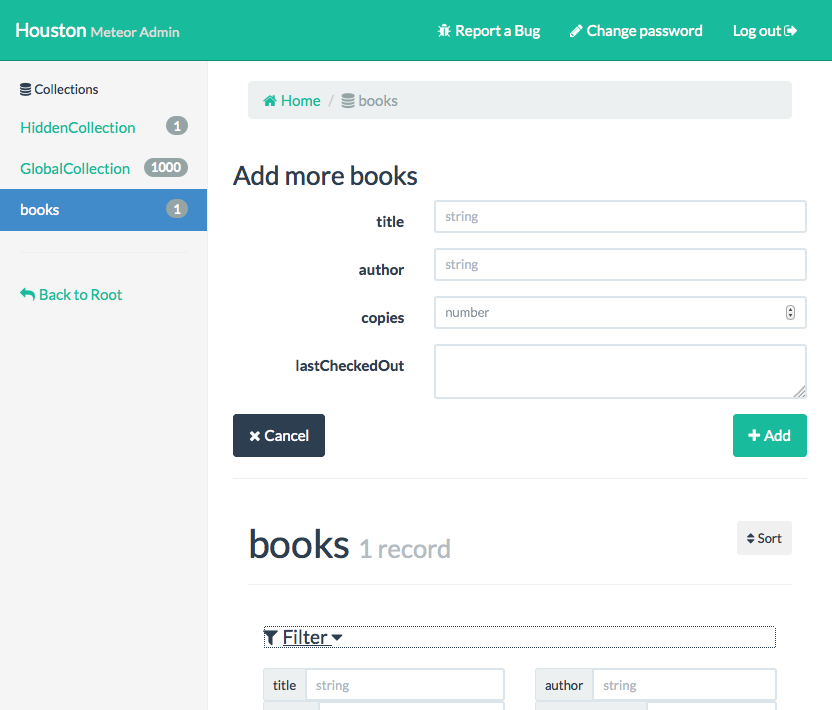 Houston Meteor Admin
Report a Bug
Change password
Log out
Collections
HiddenCollection 1
GlobalCollection 1000
books 1
Back to Root
Home / books
Add more books
title string
author string
copies number
lastCheckedOut
Cancel
Add
books 1 record
Sort
Filter
title string
author string